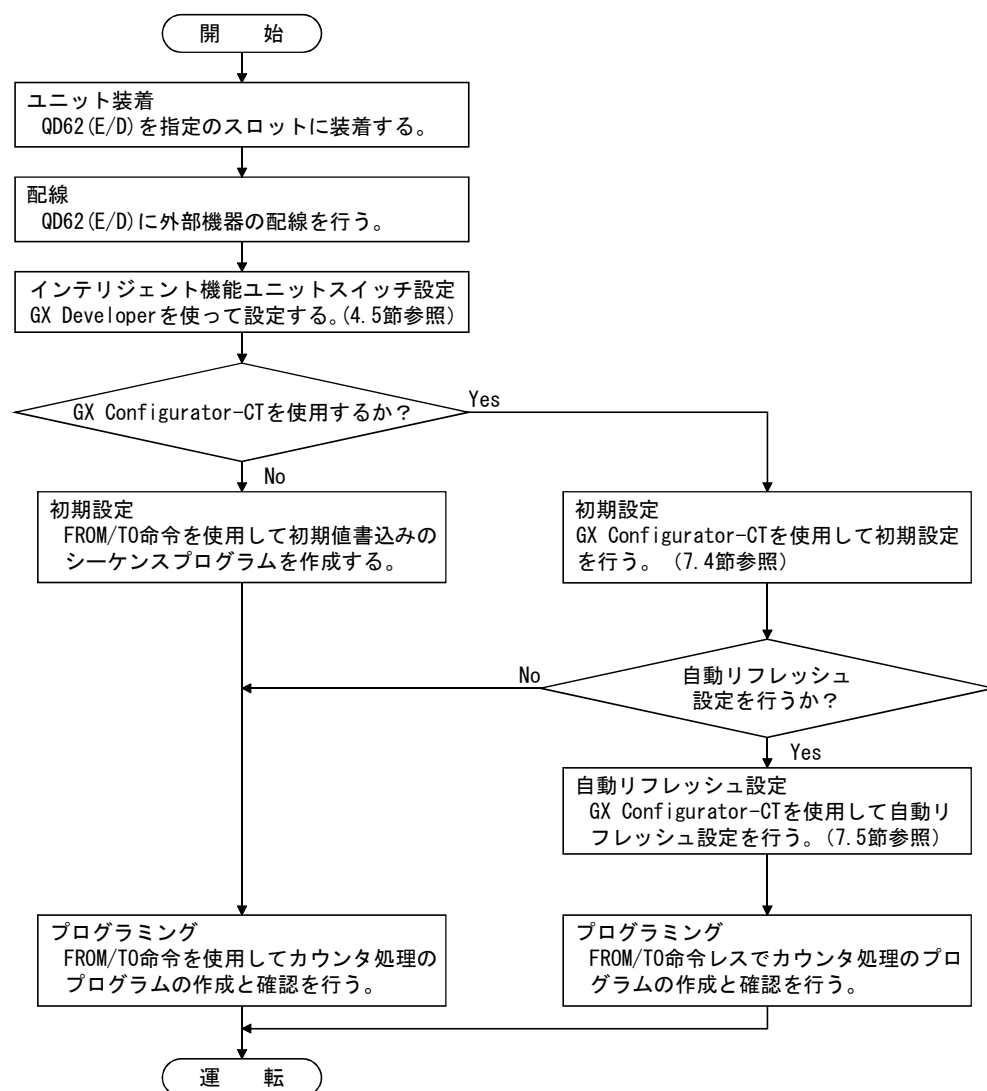 開　始
ユニット装着
QD62(E/D)を指定のスロットに装着する。
配線
QD62(E/D)に外部機器の配線を行う。
インテリジェント機能ユニットスイッチ設定
GX Developerを使って設定する。(4.5節参照)
GX Configurator-CTを使用するか？
Yes
No
初期設定
FROM/TO命令を使用して初期値書込みの
シーケンスプログラムを作成する。
初期設定
GX Configurator-CTを使用して初期設定
を行う。（7.4節参照）
No
自動リフレッシュ
設定を行うか？
Yes
自動リフレッシュ設定
GX Configurator-CTを使用して自動リ
フレッシュ設定を行う。（7.5節参照）
プログラミング
FROM/TO命令を使用してカウンタ処理の
プログラムの作成と確認を行う。
プログラミング
FROM/TO命令レスでカウンタ処理のプロ
グラムの作成と確認を行う。
運　転